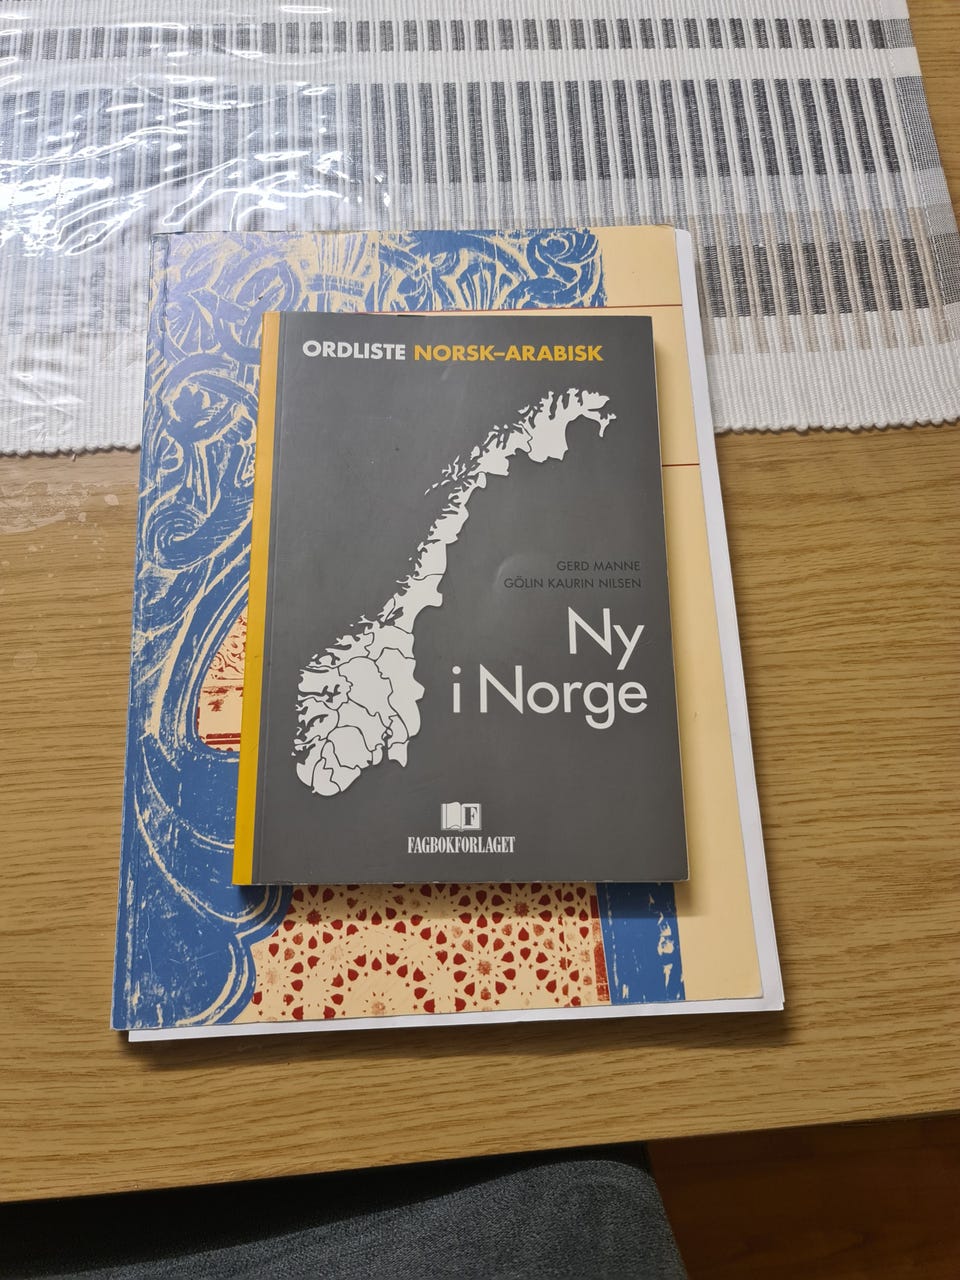 ORDLISTE NORSK–ARABISK
GERD MANNE
GÖLIN KAURIN NILSEN
Ny
i Norge
F
FAGBOKFORLAGET